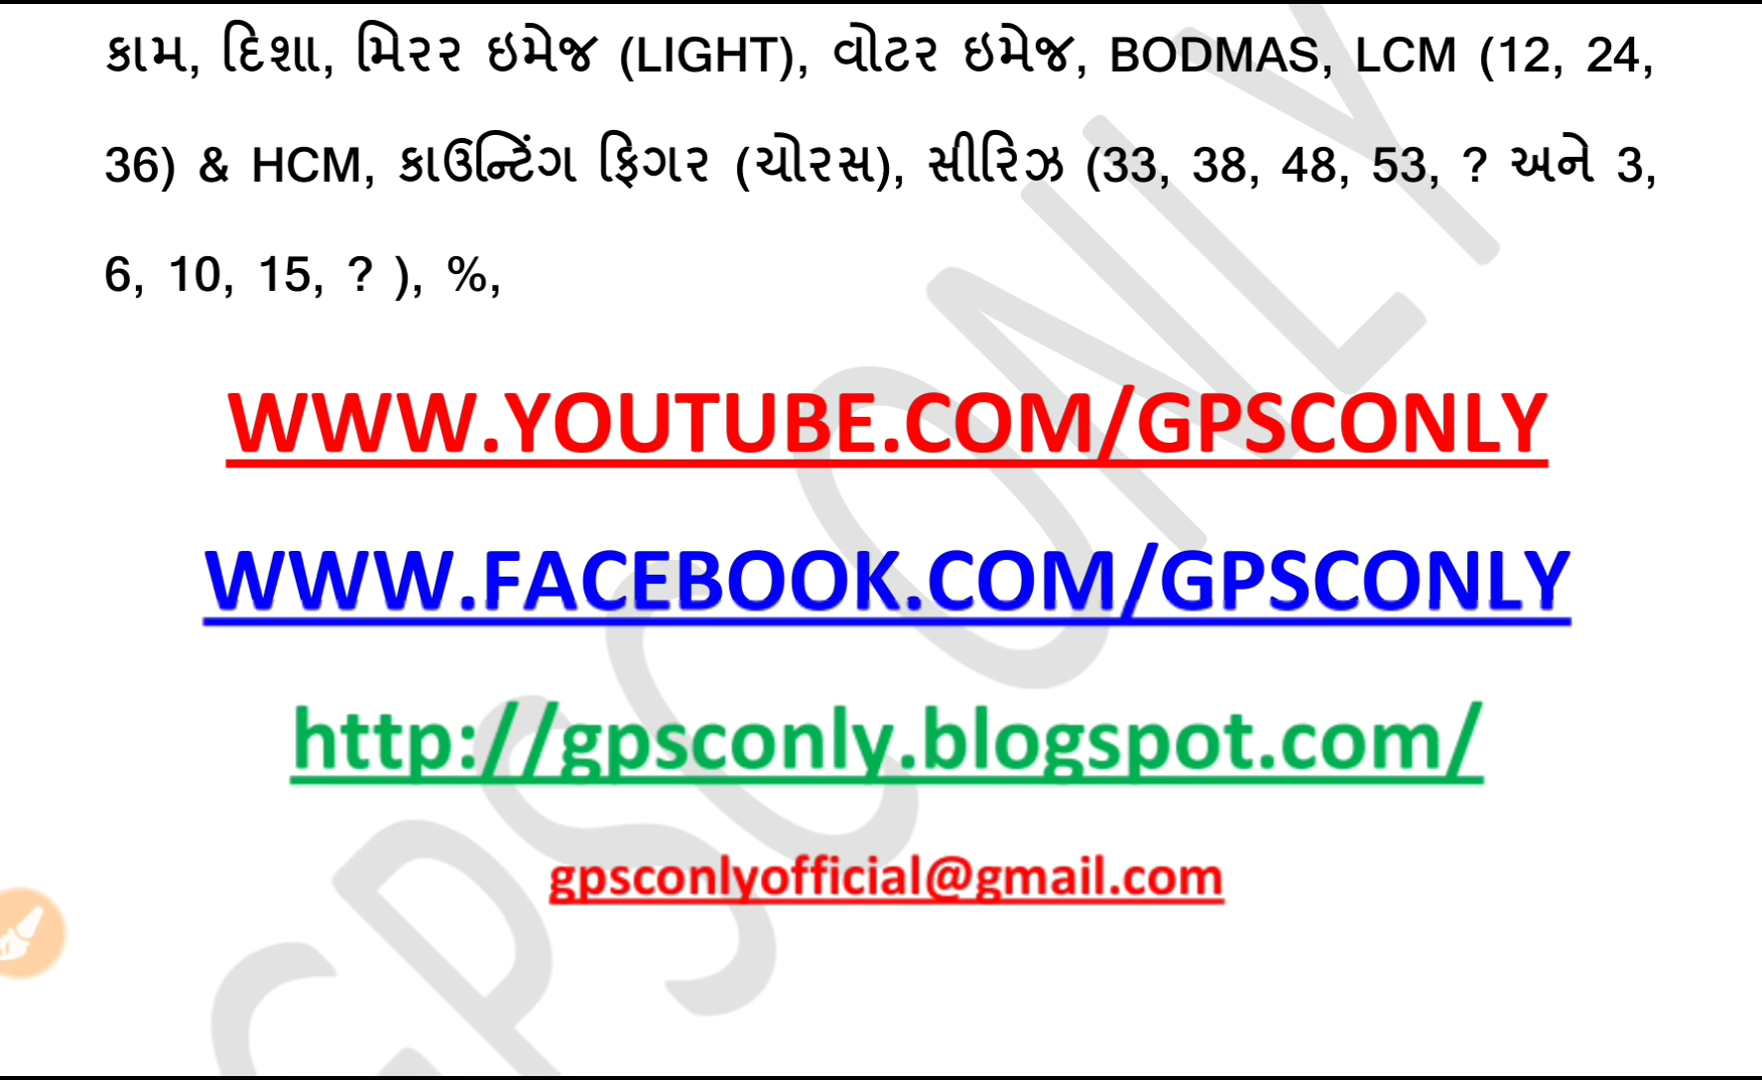 કામ, દિશા, મિરર ઇમેજ (LIGHT), વોટર ઇમેજ, BODMAS, LCM (12, 24,
36) & HCM, કાઉન્ટિંગ ફિગર (ચોરસ), સીરિઝ (33, 38, 48, 53, ? અને 3,
6, 10, 15, ? ), %,
WWW.YOUTUBE.COM/GPSCONLY
WWW.FACEBOOK.COM/GPSCONLY
http://gpsconly.blogspot.com/
gpsconlyofficial@gmail.com
GPSCONLY